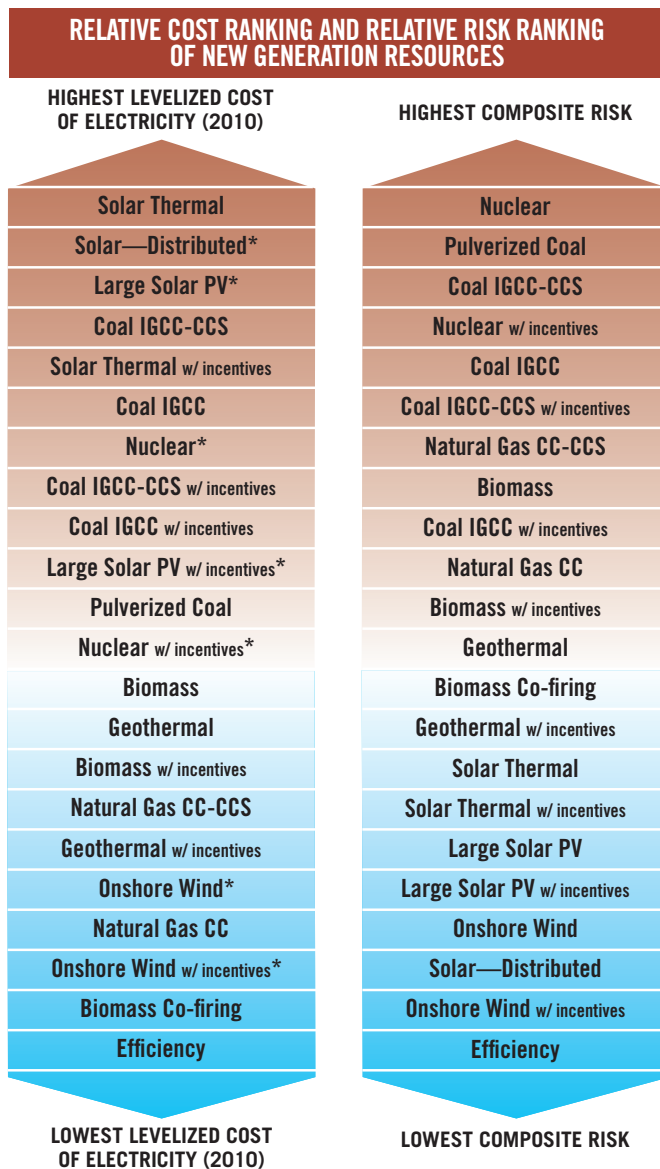 RELATIVE COST RANKING AND RELATIVE RISK RANKING
OF NEW GENERATION RESOURCES
HIGHEST LEVELIZED COST
OF ELECTRICITY (2010)
Solar Thermal
Solar—Distributed*
Large Solar PV*
Coal IGCC-CCS
Solar Thermal w/ incentives
Coal IGCC
Nuclear*
Coal IGCC-CCS w/ incentives
Coal IGCC w/ incentives
Large Solar PV w/ incentives*
Pulverized Coal
Nuclear w/ incentives*
Biomass
Geothermal
Biomass w/ incentives
Natural Gas CC-CCS
Geothermal w/ incentives
Onshore Wind*
Natural Gas CC
Onshore Wind w/ incentives*
Biomass Co-firing
Efficiency
LOWEST LEVELIZED COST
OF ELECTRICITY (2010)
HIGHEST COMPOSITE RISK
Nuclear
Pulverized Coal
Coal IGCC-CCS
Nuclear w/ incentives
Coal IGCC
Coal IGCC-CCS w/ incentives
Natural Gas CC-CCS
Biomass
Coal IGCC w/ incentives
Natural Gas CC
Biomass w/ incentives
Geothermal
Biomass Co-firing
Geothermal w/ incentives
Solar Thermal
Solar Thermal w/ incentives
Large Solar PV
Large Solar PV w/ incentives
Onshore Wind
Solar—Distributed
Onshore Wind w/ incentives
Efficiency
LOWEST COMPOSITE RISK